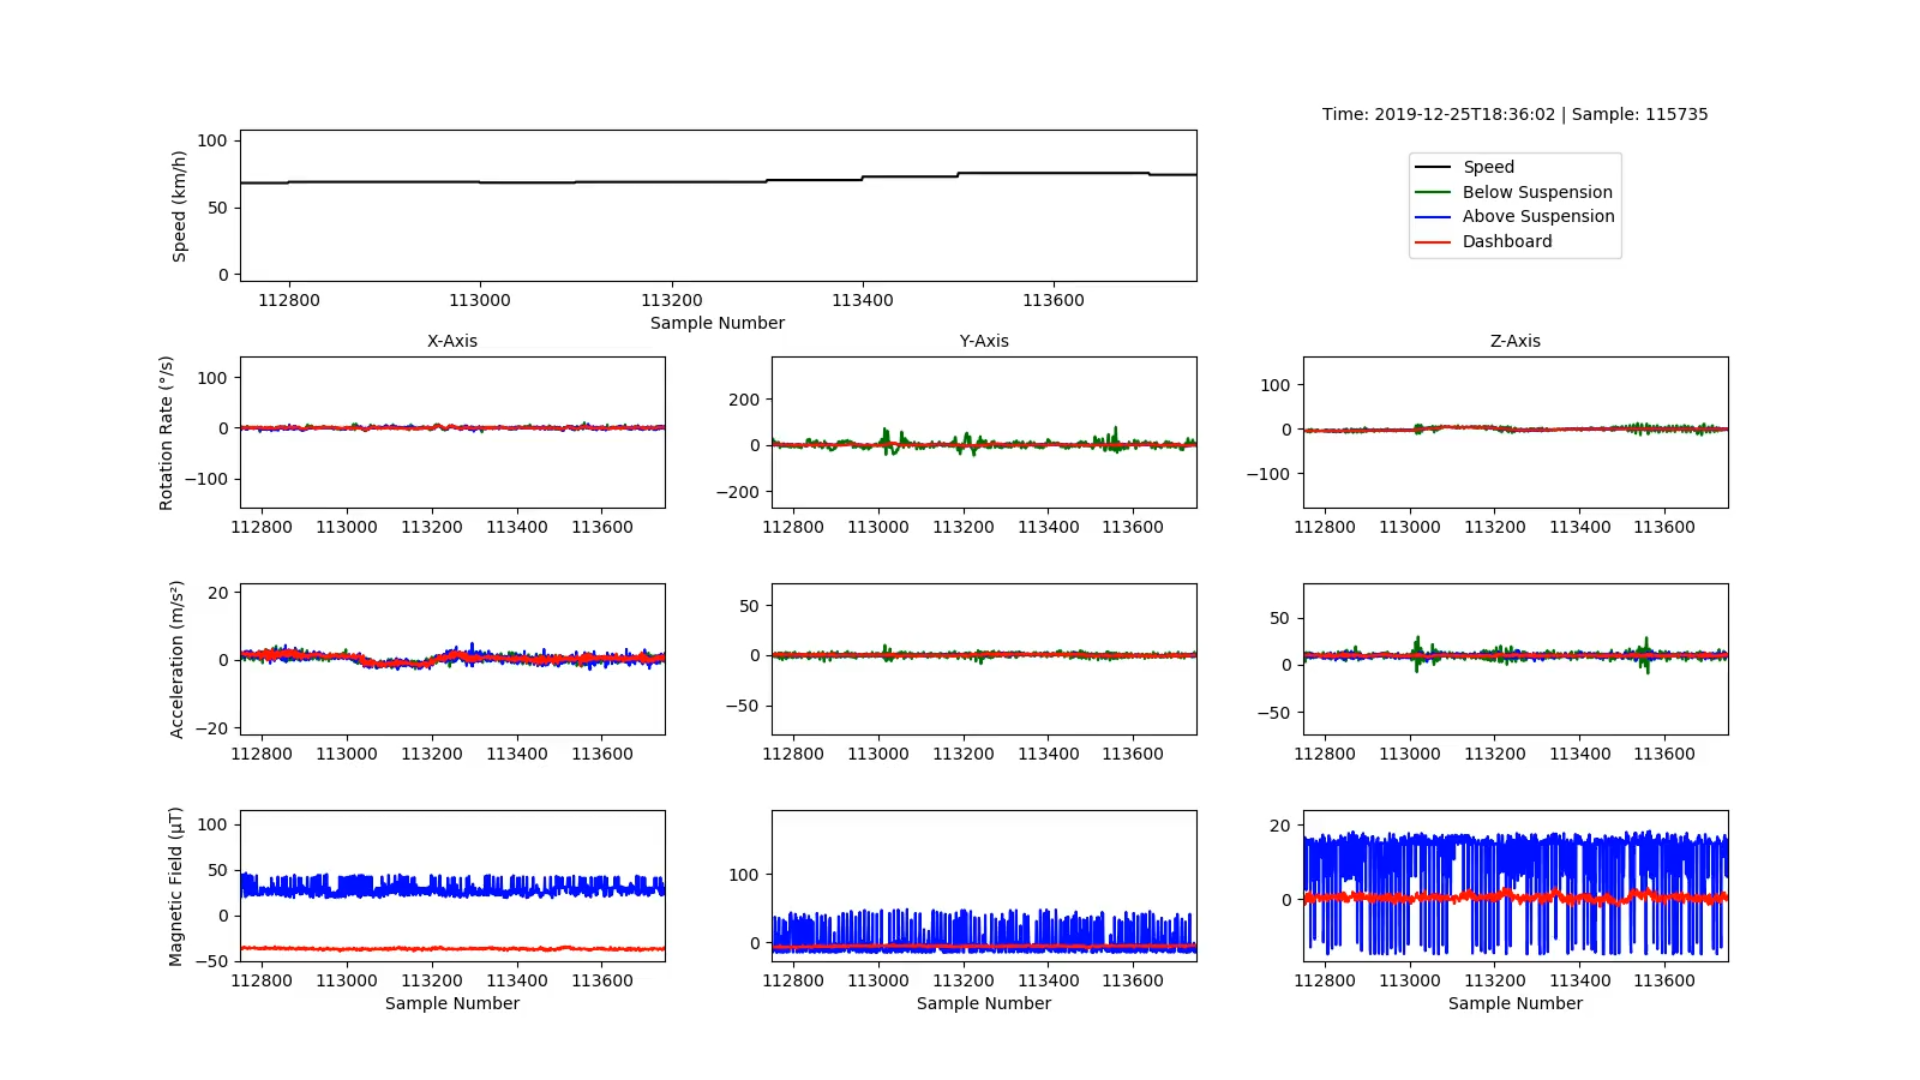 Time: 2019-12-25T18:36:02 | Sample: 115735
Speed
Below Suspension
Above Suspension
Dashboard
Speed (km/h)
100
50
0
112800 113000 113200 113400 113600
Sample Number
X-Axis Y-Axis Z-Axis
Rotation Rate (°/s)
100
0
−100
112800 113000 113200 113400 113600
200
0
−200
112800 113000 113200 113400 113600
100
0
−100
112800 113000 113200 113400 113600
Acceleration (m/s²)
20
0
−20
112800 113000 113200 113400 113600
50
0
−50
112800 113000 113200 113400 113600
50
0
−50
112800 113000 113200 113400 113600
Magnetic Field (μT)
100
50
0
−50
112800 113000 113200 113400 113600
Sample Number
100
0
112800 113000 113200 113400 113600
Sample Number
20
0
112800 113000 113200 113400 113600
Sample Number